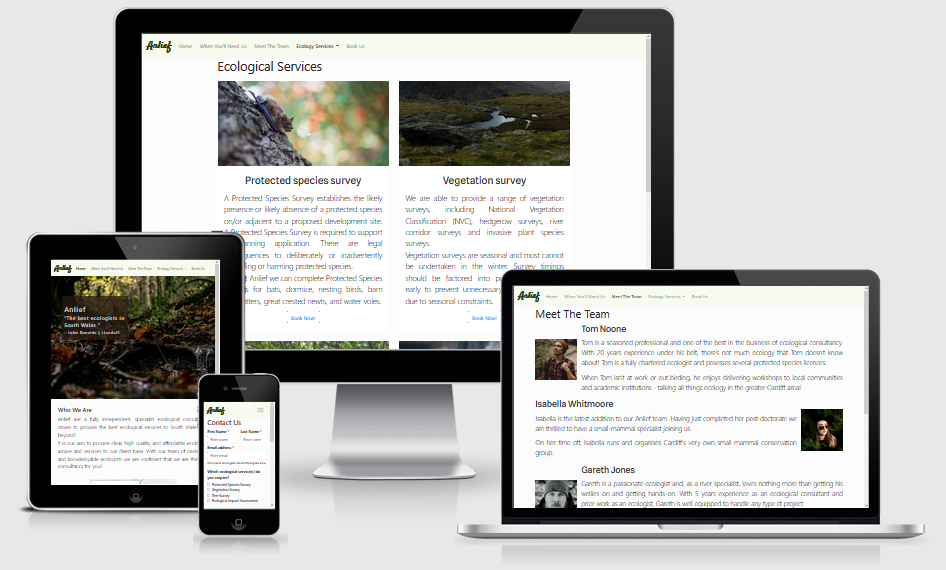 Anlief Home When You'll Need Us Meet The Team Ecology Services Book Us
Ecological Services
Protected species survey
A Protected Species Survey establishes the likely
presence or likely absence of a protected species
on/or adjacent to a proposed development site.
A Protected Species Survey is required to support
anning application. There are legal
quences to deliberately or inadvertently
ing or harming protected species.
t Anlief we can complete Protected Species
s for bats, dormice, nesting birds, barn
tters, great crested newts, and water voles.
Book Now!
Vegetation survey
We are able to provide a range of vegetation
surveys, including National Vegetation
Classification (NVC), hedgerow surveys, river
corridor surveys and invasive plant species
surveys.
Vegetation surveys are seasonal and most cannot
be undertaken in the winter. Survey timings
should be factored into pr
early to prevent unnecessary
due to seasonal constraints.
Book Now!
Anlief Home When You'll Need Us Meet The Team Ecology Services Book Us
Anlief
"The best ecologists in
South Wales."
- John Renalds | Llandaff
Who We Are
Anlief are a fully independent, specialist ecological consult
driven to provide the best ecological services to South Wales
beyond!
It is our aim to provide clear, high quality and affordable ecolo
advice and services to our client base. With our team of dedic
and knowledgable ecologists we are confident that we are the
consultancy for you!
Anlief
Contact Us
First Name * Last Name *
Enter name Enter name
Email address *
Enter email
Which ecological service(s) do
you require?
Protected Species Survey
Vegetation Survey
Tree Survey
Ecological Impact Assessment
Anlief Home When You'll Need Us Meet The Team Ecology Services Book Us
Meet The Team
Tom Noone
Tom is a seasoned professional and one of the best in the business of ecological consultancy.
With 20 years experience under his belt, theres not much ecology that Tom doesn't know
about! Tom is a fully chartered ecologist and posesses several protected species licences.
When Tom isn't at work or out birding, he enjoys delivering workshops to local communities
and academic institutions - talking all things ecology in the greater Cardiff area!
Isabella Whitmoore
Isabella is the latest addition to our Anlief team. Having just completed her post-doctorate we
are thrilled to have a small-mammal specialist joining us.
On her time off, Isabella runs and organises Cardiff's very own small mammal conservation
group.
Gareth Jones
Gareth is a passionate ecologist and, as a river specialist, loves nothing more than getting his
wellies on and getting hands-on. With 5 years experience as an ecological consultant and
prior work as an ecologist, Gareth is well equipped to handle any type of project.